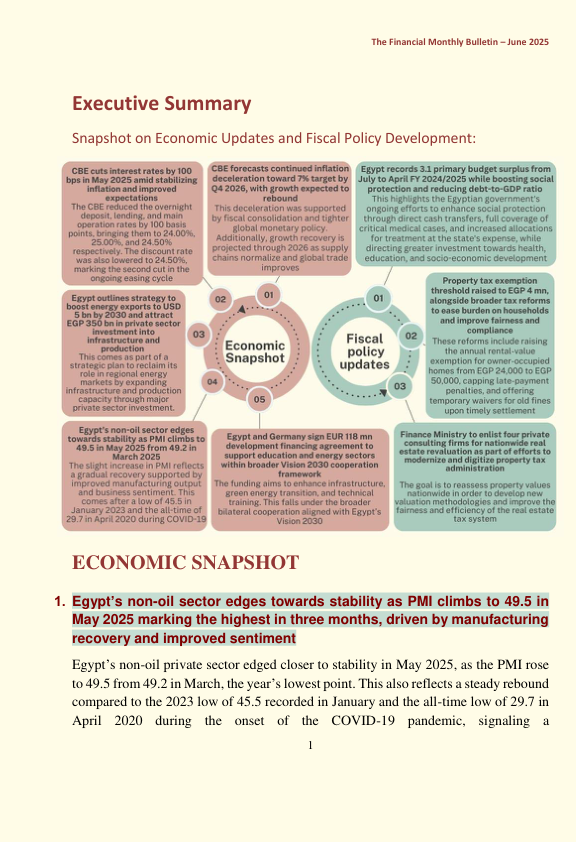 The Financial Monthly Bulletin – June 2025
Executive Summary
Snapshot on Economic Updates and Fiscal Policy Development:
CBE cuts interest rates by 100
bps in May 2025 amid stabilizing
inflation and improved
expectations
The CBE reduced the overnight
deposit, lending, and main
operation rates by 100 basis
points, bringing them to 24.00%,
25.00%, and 24.50%
respectively. The discount rate
was also lowered to 24.50%,
marking the second cut in the
ongoing easing cycle
CBE forecasts continued inflation
deceleration toward 7% target by
Q4 2026, with growth expected to
rebound
This deceleration was supported
by fiscal consolidation and tighter
global monetary policy.
Additionally, growth recovery is
projected through 2026 as supply
chains normalize and global trade
improves
Egypt records 3.1 primary budget surplus from
July to April FY 2024/2025 while boosting social
protection and reducing debt-to-GDP ratio
This highlights the Egyptian government's
ongoing efforts to enhance social protection
through direct cash transfers, full coverage of
critical medical cases, and increased allocations
for treatment at the state's expense, while
directing greater investment towards health,
education, and socio-economic development
Egypt outlines strategy to
boost energy exports to USD
5 bn by 2030 and attract
EGP 350 bn in private sector
investment into
infrastructure and
production
This comes as part of a
strategic plan to reclaim its
role in regional energy
markets by expanding
infrastructure and production
capacity through major
private sector investment.
02
01
03
04
05
Economic
Snapshot
01
02
03
Fiscal
policy
updates
Property tax exemption
threshold raised to EGP 4 mn,
alongside broader tax reforms
to ease burden on households
and improve fairness and
compliance
These reforms include raising
the annual rental-value
exemption for owner-occupied
homes from EGP 24,000 to EGP
50,000, capping late-payment
penalties, and offering
temporary waivers for old fines
upon timely settlement
Egypt's non-oil sector edges
towards stability as PMI climbs to
49.5 in May 2025 from 49.2 in
March 2025
The slight increase in PMI reflects
a gradual recovery supported by
improved manufacturing output
and business sentiment. This
comes after a low of 45.5 in
January 2023 and the all-time of
29.7 in April 2020 during COVID-19
Egypt and Germany sign EUR 118 mn
development financing agreement to
support education and energy sectors
within broader Vision 2030 cooperation
framework
The funding aims to enhance infrastructure,
green energy transition, and technical
training. This falls under the broader
bilateral cooperation aligned with Egypt's
Vision 2030
Finance Ministry to enlist four private
consulting firms for nationwide real
estate revaluation as part of efforts to
modernize and digitize property tax
administration
The goal is to reassess property values
nationwide in order to develop new
valuation methodologies and improve the
fairness and efficiency of the real estate
tax system
ECONOMIC SNAPSHOT
1. Egypt's non-oil sector edges towards stability as PMI climbs to 49.5 in
May 2025 marking the highest in three months, driven by manufacturing
recovery and improved sentiment
Egypt's non-oil private sector edged closer to stability in May 2025, as the PMI rose
to 49.5 from 49.2 in March, the year's lowest point. This also reflects a steady rebound
compared to the 2023 low of 45.5 recorded in January and the all-time low of 29.7 in
April 2020 during the onset of the COVID-19 pandemic, signaling a
1